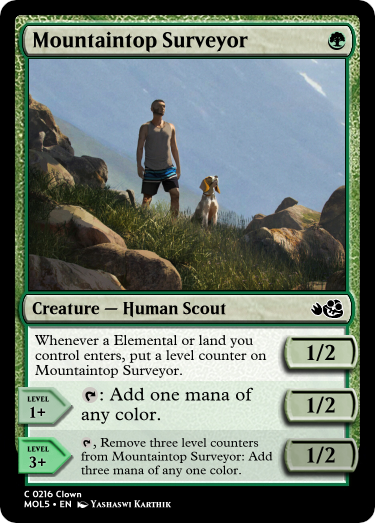 Mountaintop Surveyor
Creature — Human Scout
Whenever a Elemental or land you
control enters, put a level counter on
Mountaintop Surveyor.
1/2
LEVEL
1+
: Add one mana of
any color.
1/2
LEVEL
3+
, Remove three level counters
from Mountaintop Surveyor: Add
three mana of any one color.
1/2
C 0216 Clown
MOL5 • EN Yashaswi Karthik